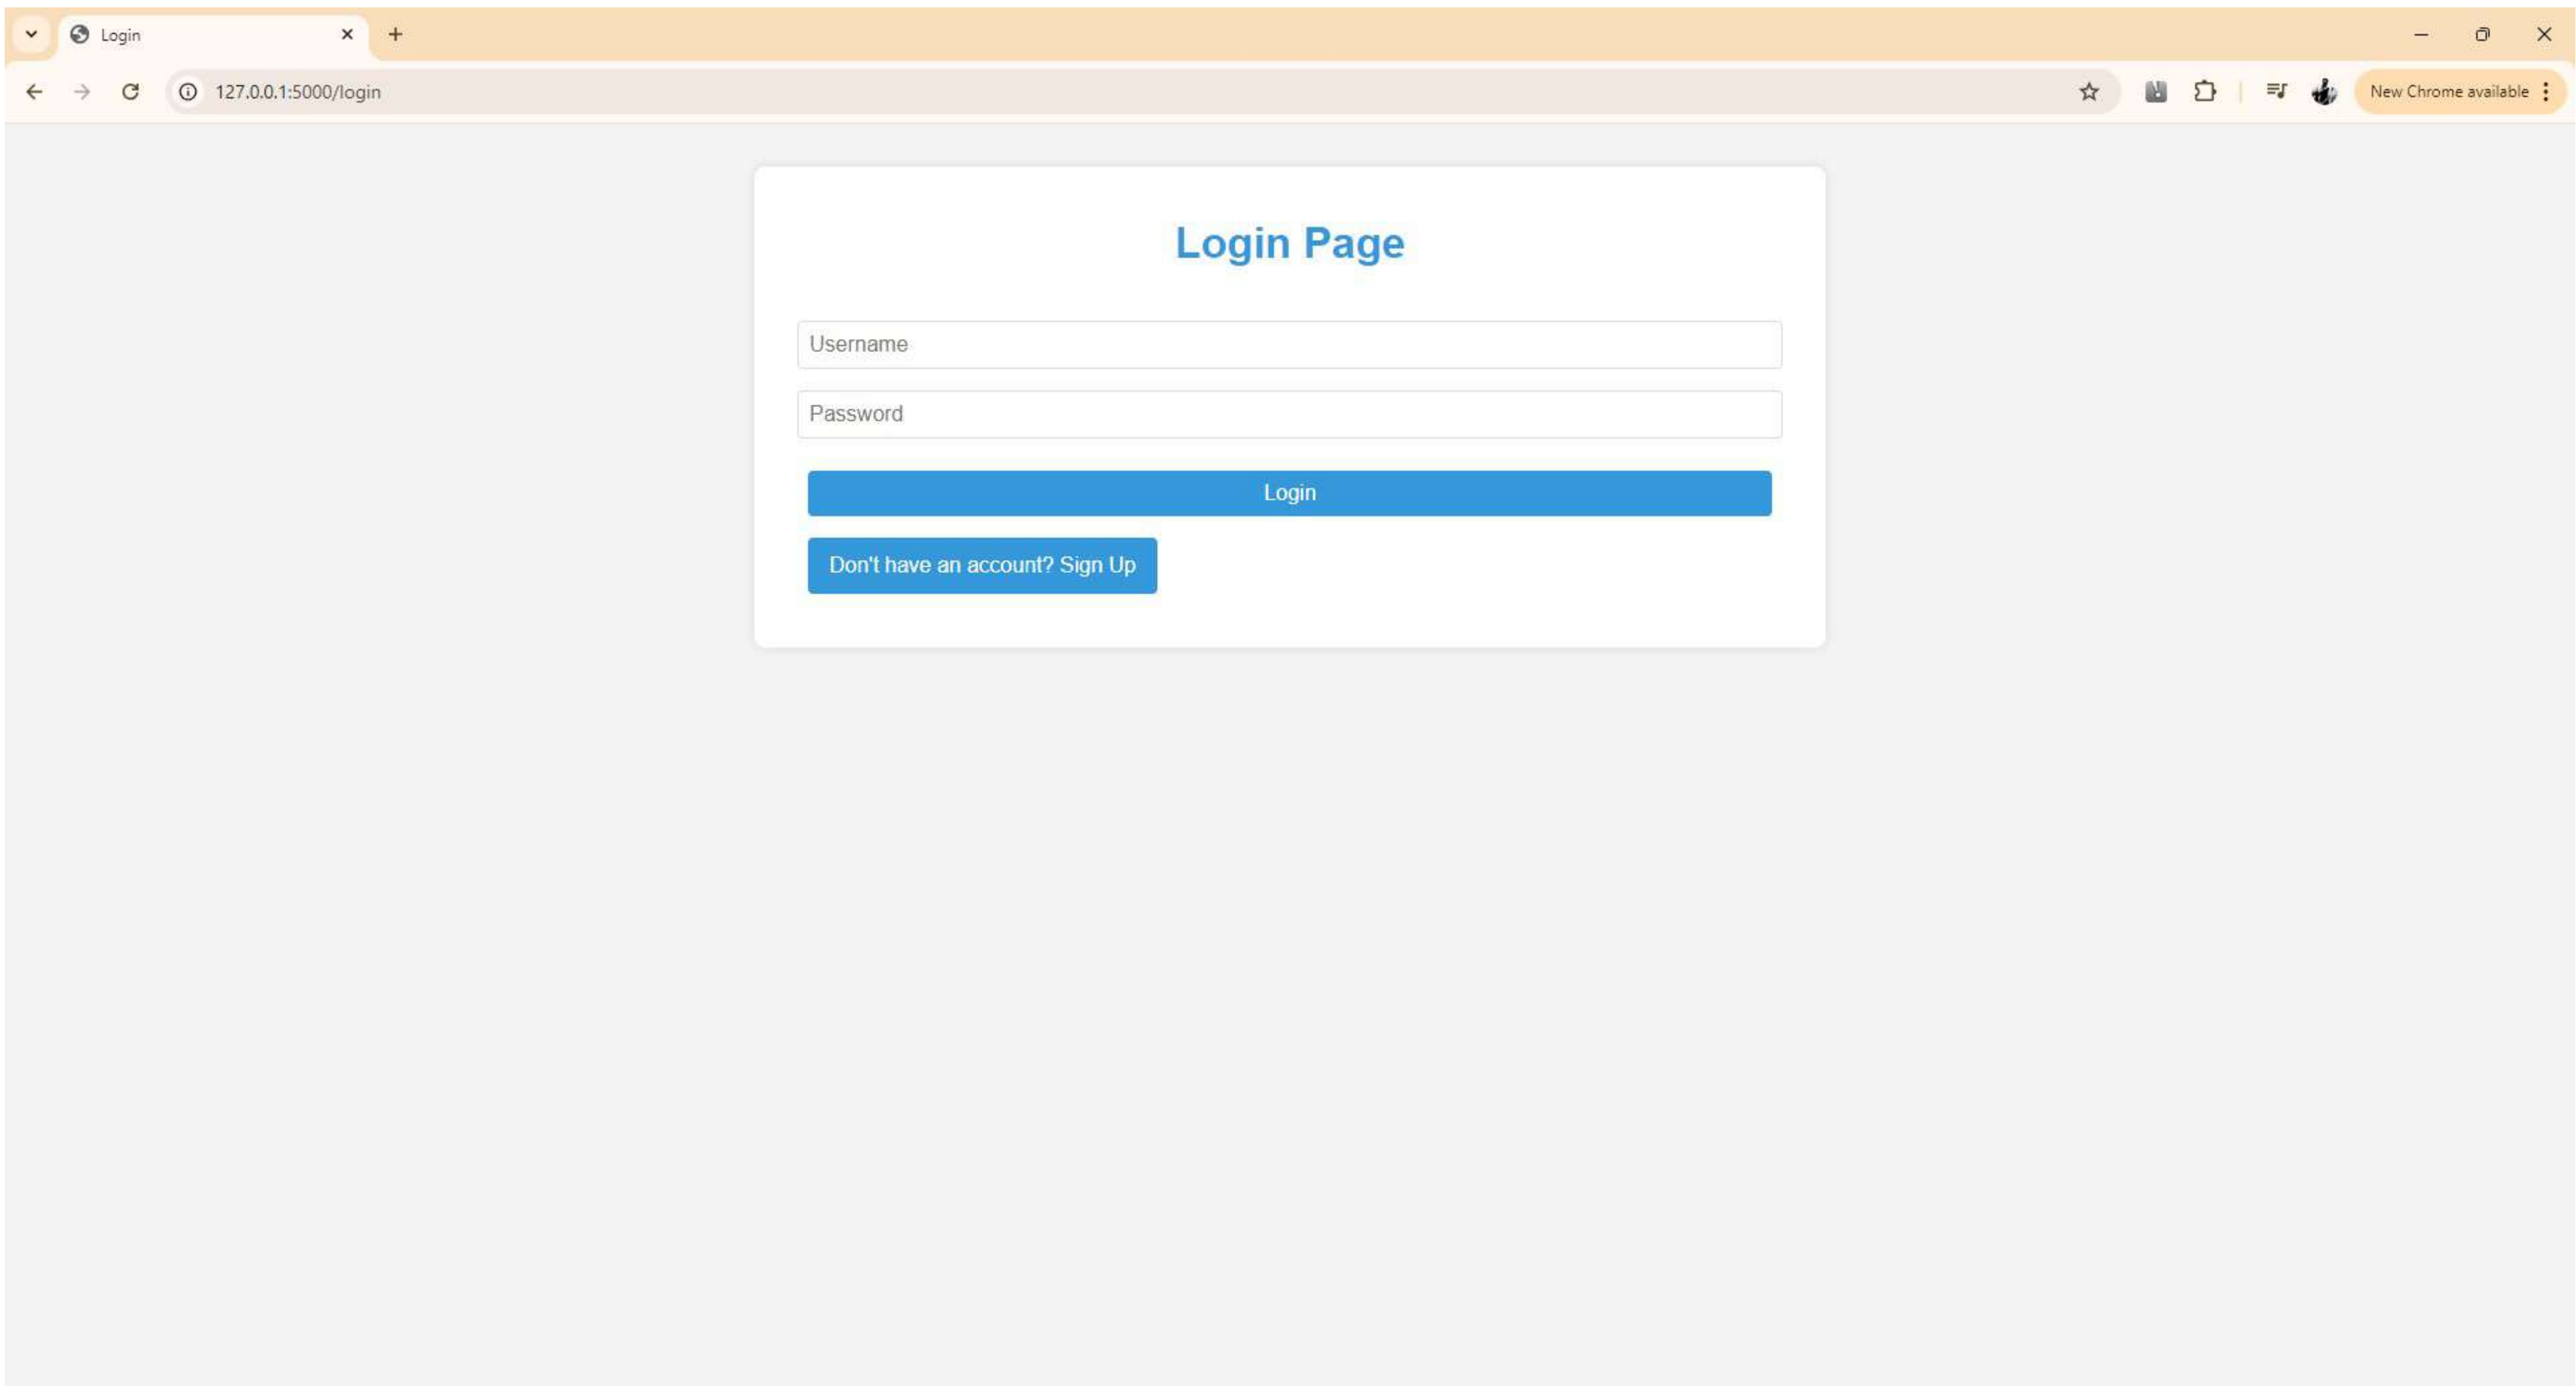 Login
127.0.0.1:5000/login
New Chrome available
Login Page
Username
Password
Login
Don't have an account? Sign Up